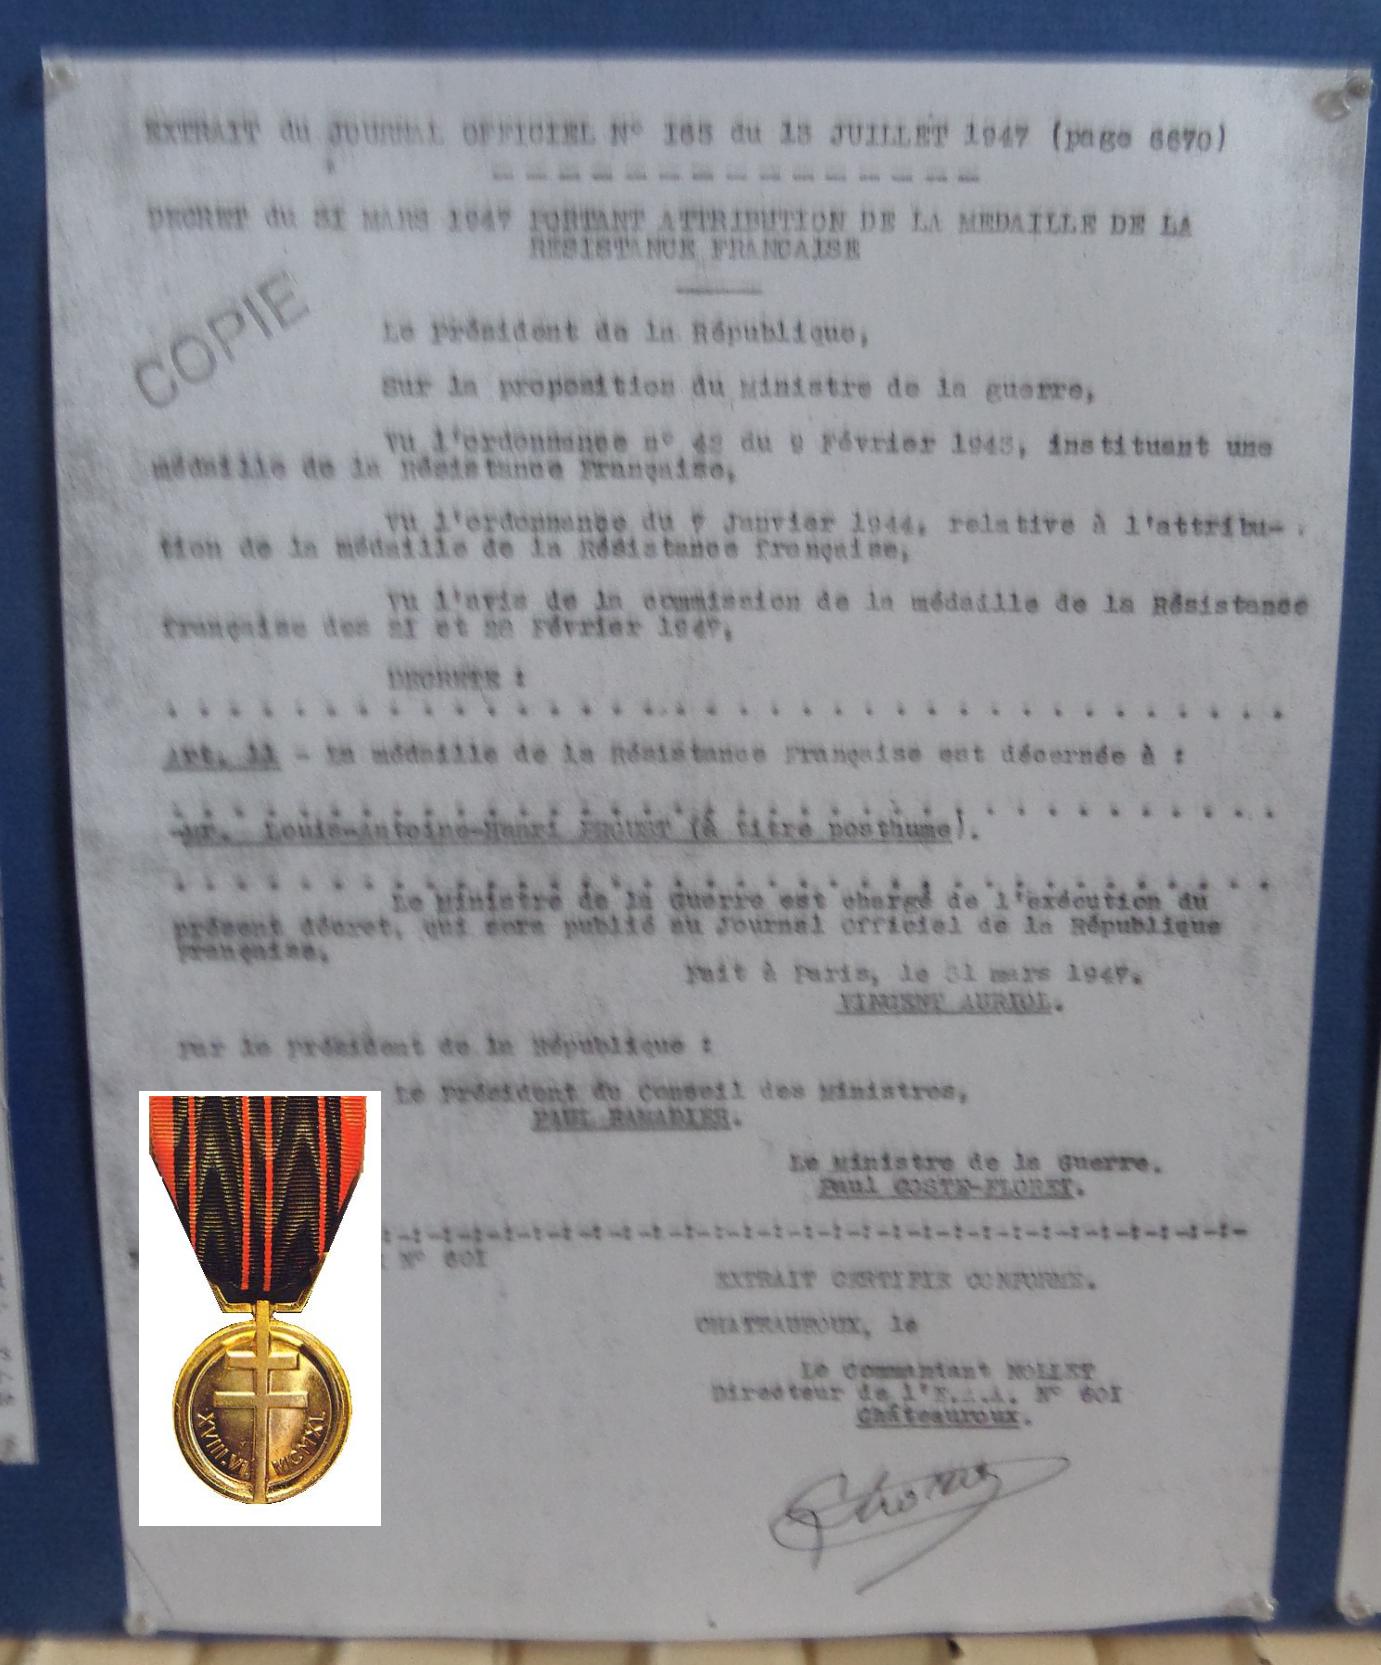 EXTRAIT du JOURNAL OFFICIEL N° 165 du 13 JUILLET 1947 (page 6670)
DECRET du 31 MARS 1947 PORTANT ATTRIBUTION DE LA MEDAILLE DE LA
RESISTANCE FRANCAISE
COPIE
Le Président de la République,
Sur la proposition du Ministre de la guerre,
Vu l'ordonnance n° 42 du 9 Février 1943, instituant une
médaille de la Résistance Française,
Vu l'ordonnance du 7 Janvier 1944, relative à l'attribu-
tion de la médaille de la Résistance française,
Vu l'avis de la commission de la médaille de la Résistance
française des 21 et 28 Février 1947,
DECRETE :
Art. 11 - La médaille de la Résistance Française est décernée à :
-Mr. Louis-Antoine-Henri (à titre posthume).
Le Ministre de la Guerre est chargé de l'exécution du
présent décret, qui sera publié au Journal officiel de la République
Française.
Fait à Paris, le 31 mars 1947.
VINCENT AURIOL.
Par le Président de la République :
Le Président du Conseil des Ministres,
PAUL RAMADIER.
Le Ministre de la Guerre.
Paul COSTE-FLORET.
N° 601
EXTRAIT CERTIFIE CONFORME.
CHATEAUROUX, le
Le Commandant NOLLET
Directeur de l'E.A.A. N° 601
Châteauroux.
XVIII.VI. MCMXL